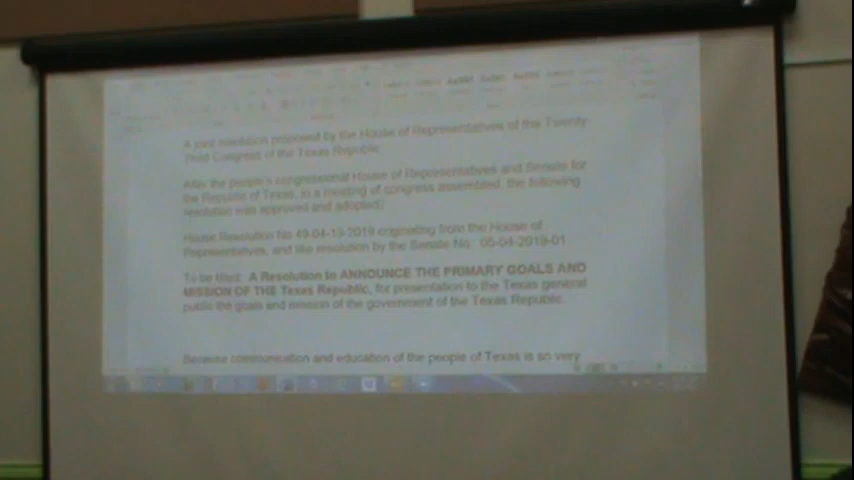 A joint resolution proposed by the House of Representatives of the Twenty
Third Congress of the Texas Republic
After the people's congressional House of Representatives and Senate for
the Republic of Texas, in a meeting of congress assembled, the following
resolution was approved and adopted:
House Resolution No 49-04-13-2019 originating from the House of
Representatives, and like resolution by the Senate No. 05-04-2019-01
To be titled: A Resolution to ANNOUNCE THE PRIMARY GOALS AND
MISSION OF THE Texas Republic, for presentation to the Texas general
public the goals and mission of the government of the Texas Republic.
Because communication and education of the people of Texas is so very